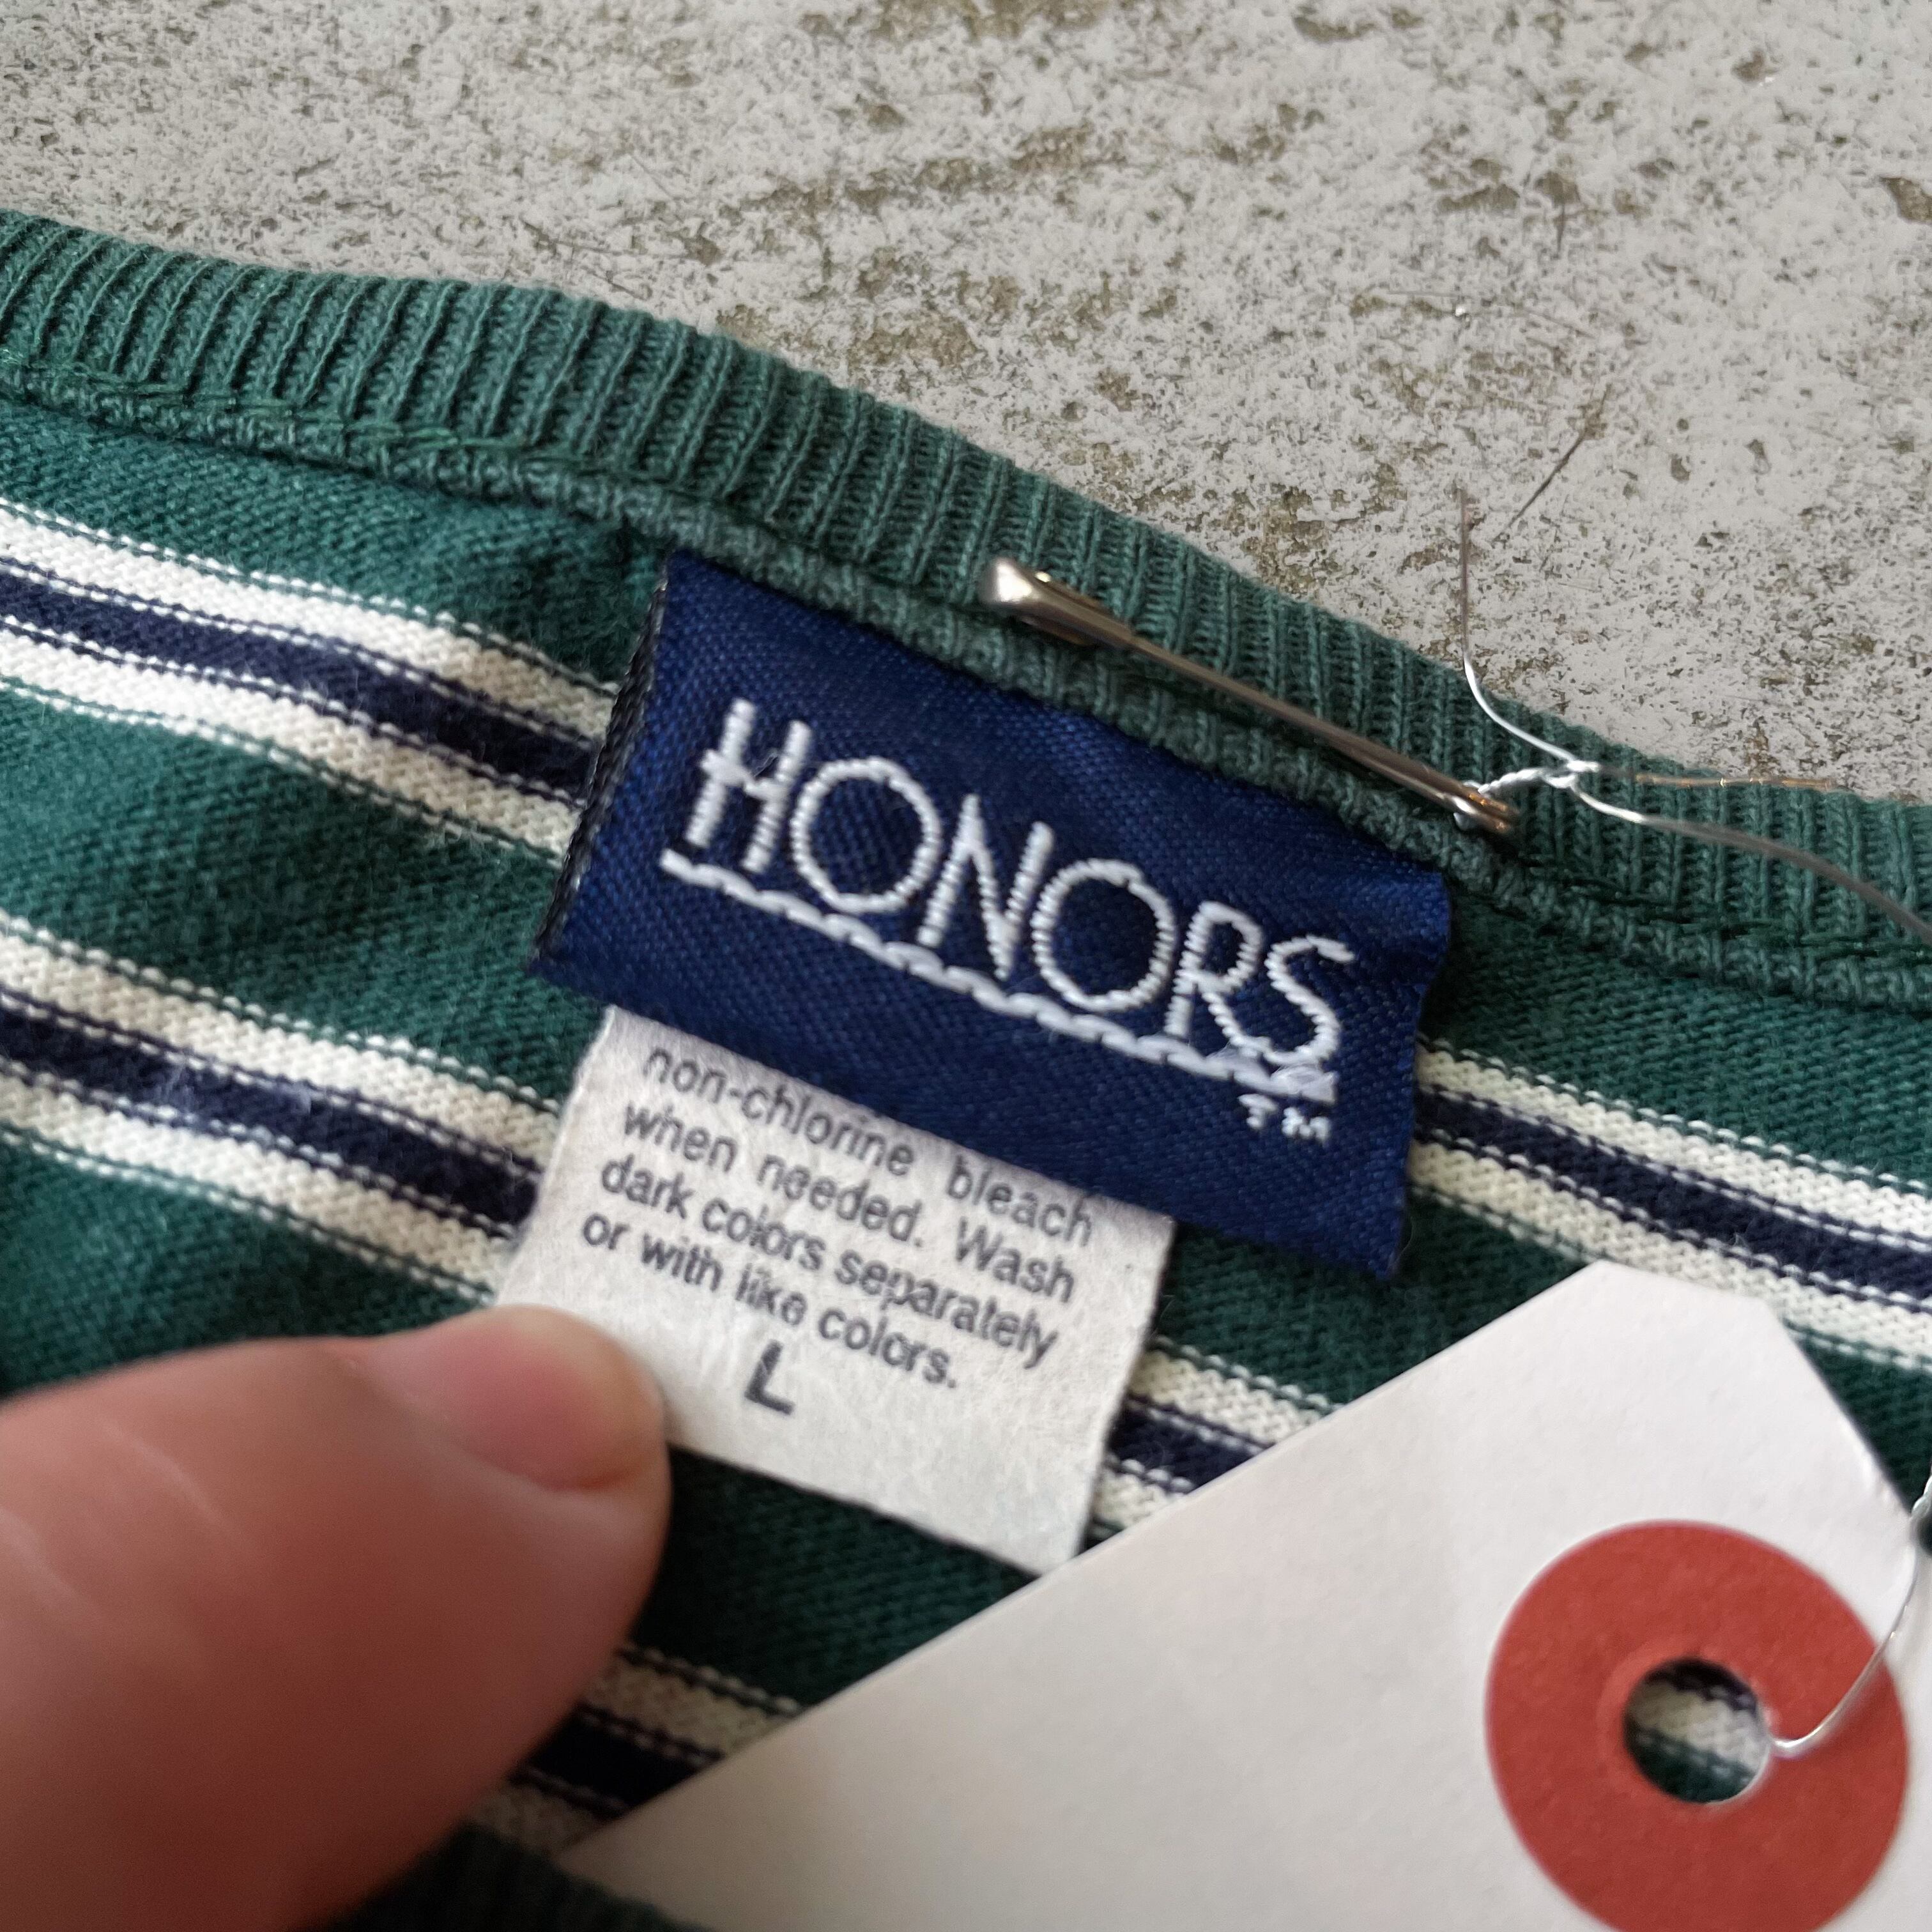 HONORS
TM
non-chlorine bleach
when needed. Wash
dark colors separately
or with like colors.
L